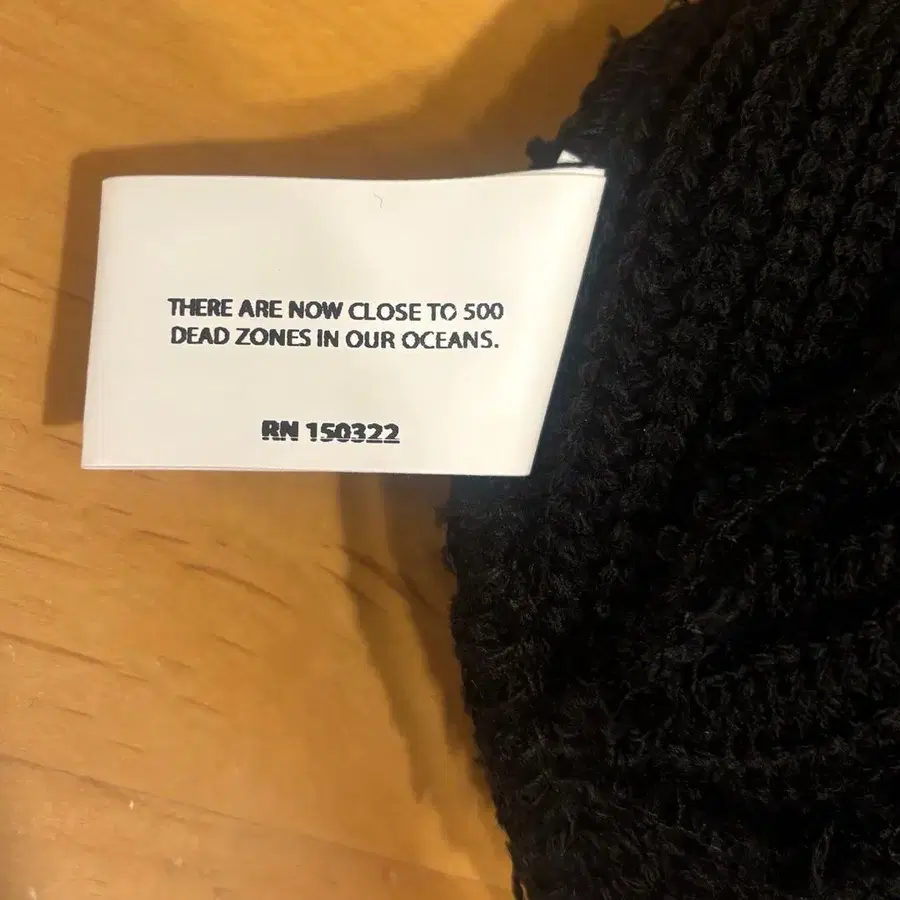 THERE ARE NOW CLOSE TO 500
DEAD ZONES IN OUR OCEANS.
RN 150322